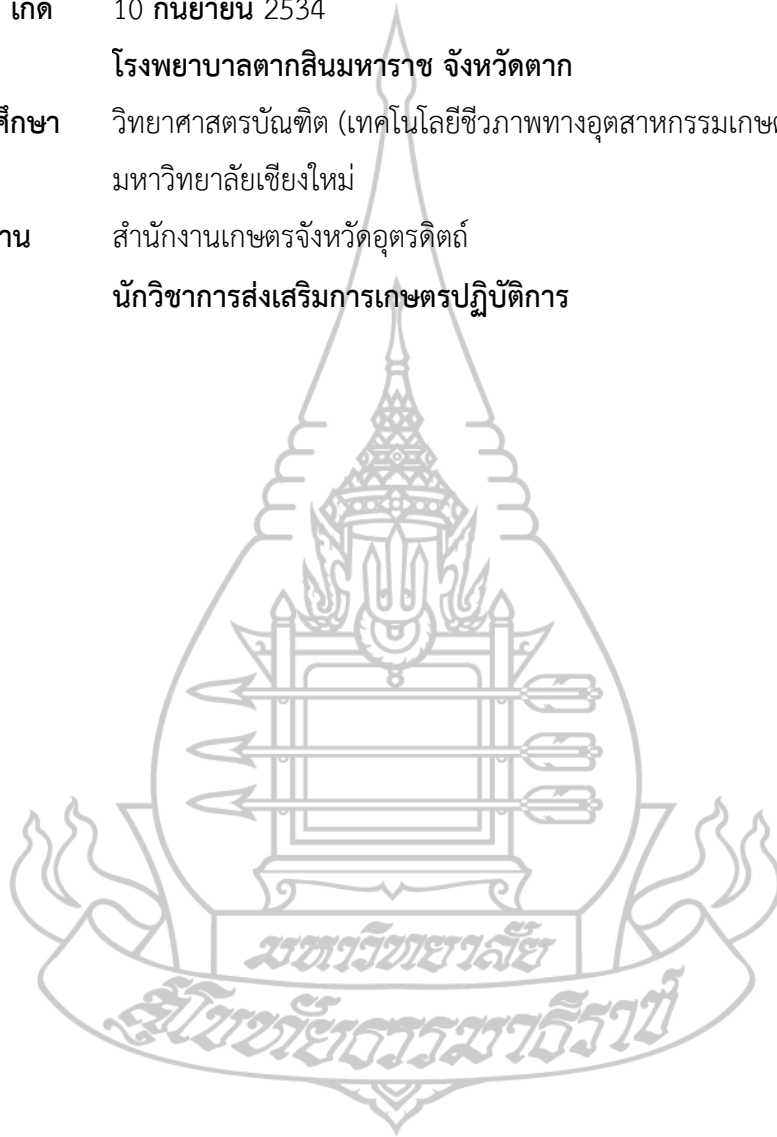 เกิด 10 กันยายน 2534
โรงพยาบาลตากสินมหาราช จังหวัดตาก
ศึกษา วิทยาศาสตรบัณฑิต (เทคโนโลยีชีวภาพทางอุตสาหกรรมเกษ
มหาวิทยาลัยเชียงใหม่
าน สำนักงานเกษตรจังหวัดอุตรดิตถ์
นักวิชาการส่งเสริมการเกษตรปฏิบัติการ
มหาวิทยาลัย
สุโขทัยธรรมาธิราช